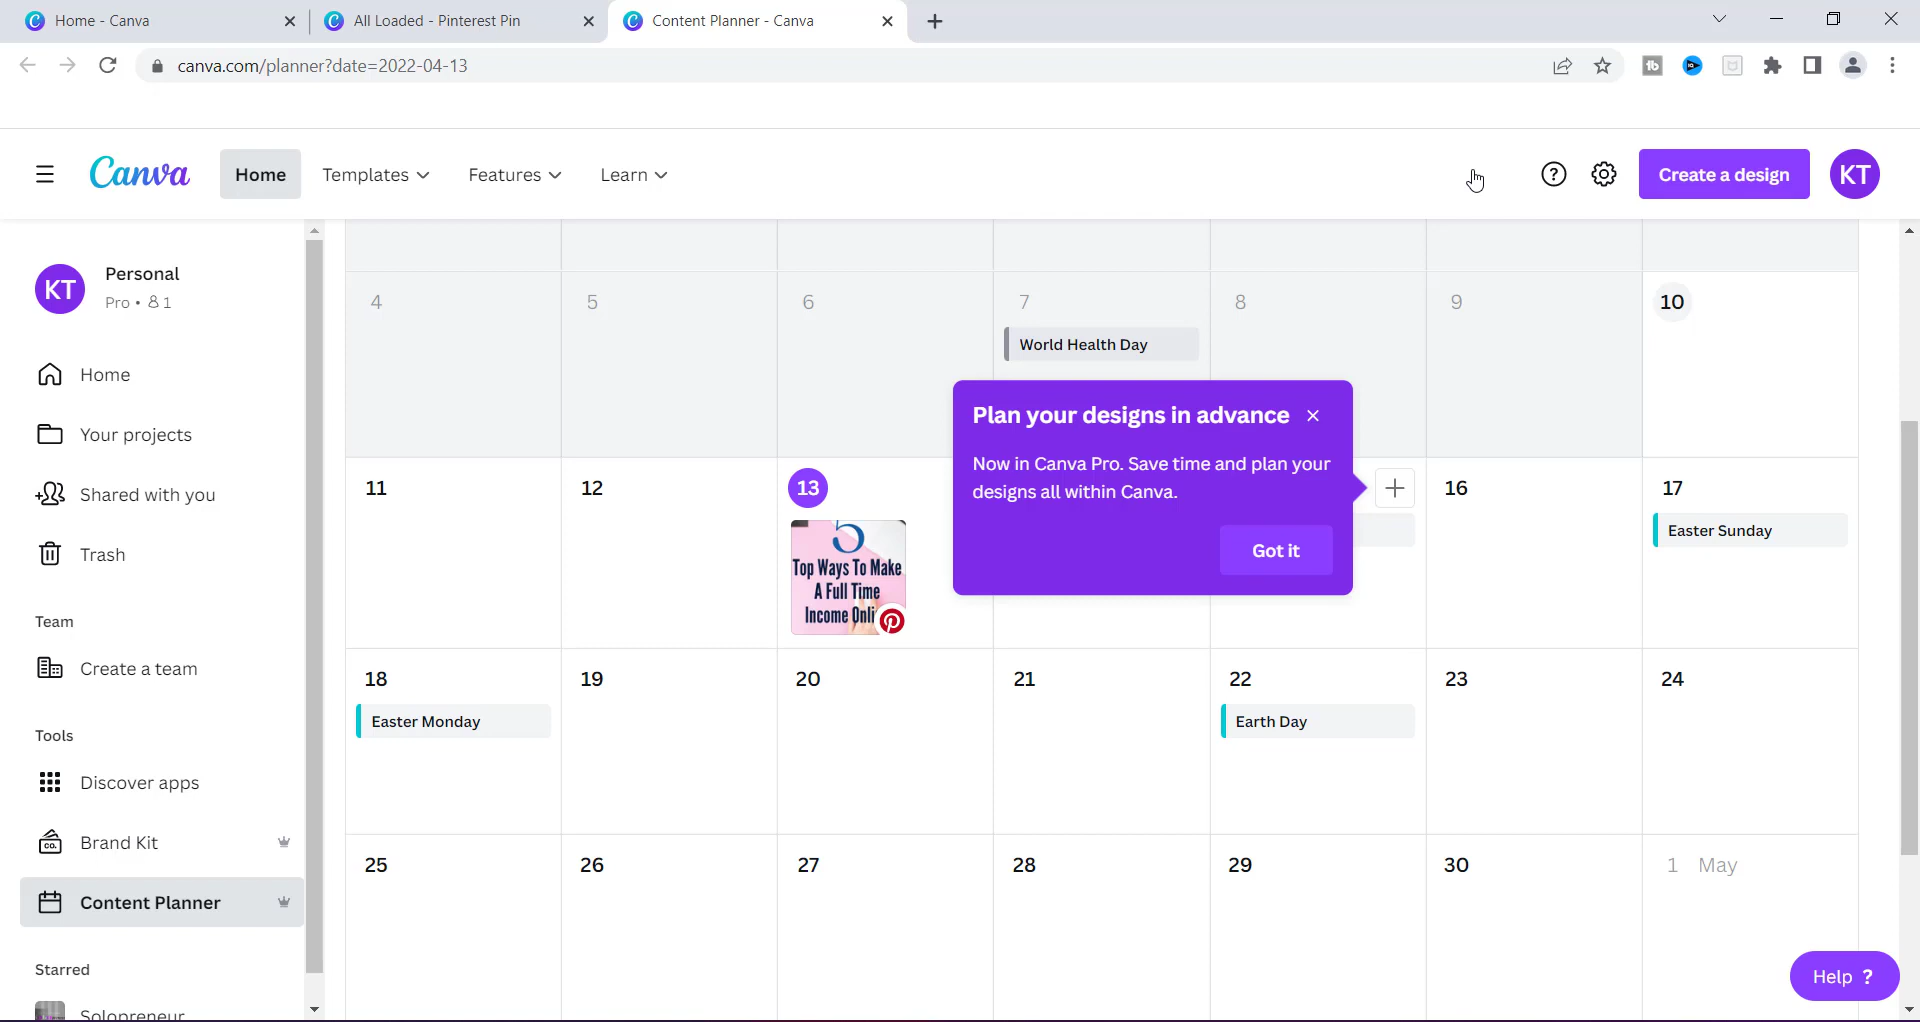 Home - Canva
All Loaded - Pinterest Pin
Content Planner - Canva
canva.com/planner?date=2022-04-13
Canva
Home
Templates
Features
Learn
Create a design
KT
KT
Personal
Pro • 1
Home
Your projects
Shared with you
Trash
Team
Create a team
Tools
Discover apps
CO.
Brand Kit
Content Planner
Starred
Solopreneur
4
5
6
7
8
9
10
World Health Day
Plan your designs in advance
Now in Canva Pro. Save time and plan your
designs all within Canva.
Got it
11
12
13
16
17
5
Top Ways To Make
A Full Time
Income Onli
Easter Sunday
18
19
20
21
22
23
24
Easter Monday
Earth Day
25
26
27
28
29
30
1 May
Help ?